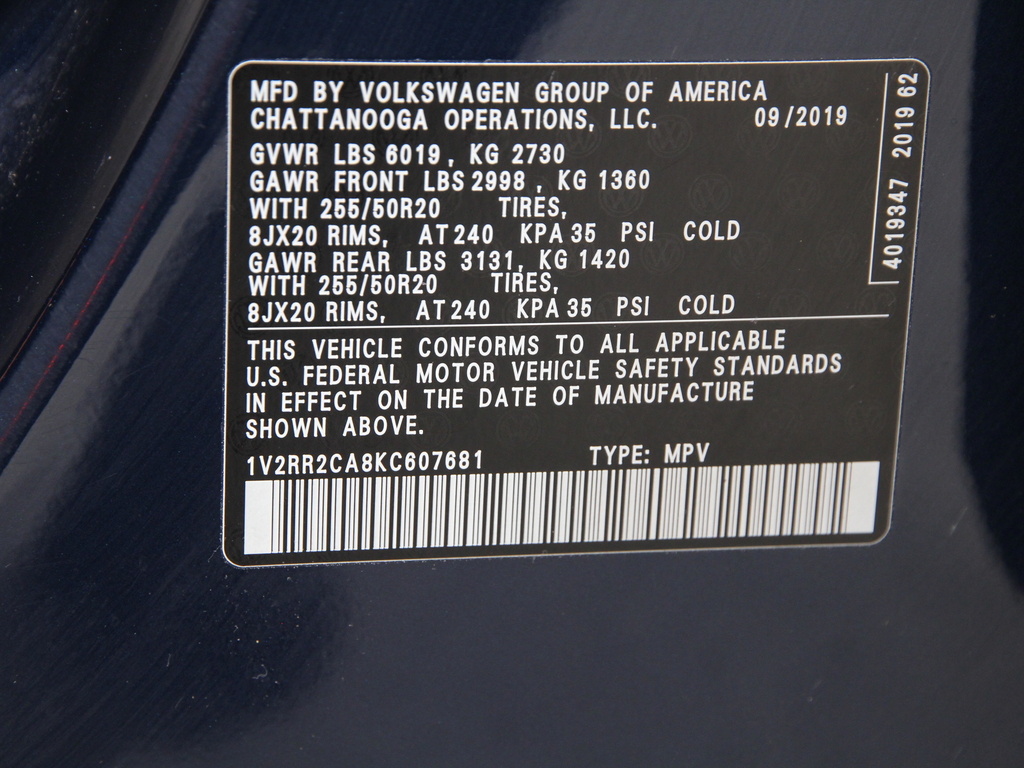 MFD BY VOLKSWAGEN GROUP OF AMERICA
CHATTANOOGA OPERATIONS, LLC. 09/2019
GVWR LBS 6019, KG 2730
GAWR FRONT LBS 2998, KG 1360
WITH 255/50R20 TIRES,
8JX20 RIMS, AT 240 KPA 35 PSI COLD
GAWR REAR LBS 3131, KG 1420
WITH 255/50R20 TIRES,
8JX20 RIMS, AT 240 KPA 35 PSI COLD
THIS VEHICLE CONFORMS TO ALL APPLICABLE
U.S. FEDERAL MOTOR VEHICLE SAFETY STANDARDS
IN EFFECT ON THE DATE OF MANUFACTURE
SHOWN ABOVE.
1V2RR2CA8KC607681 TYPE: MPV
4019347 2019 62